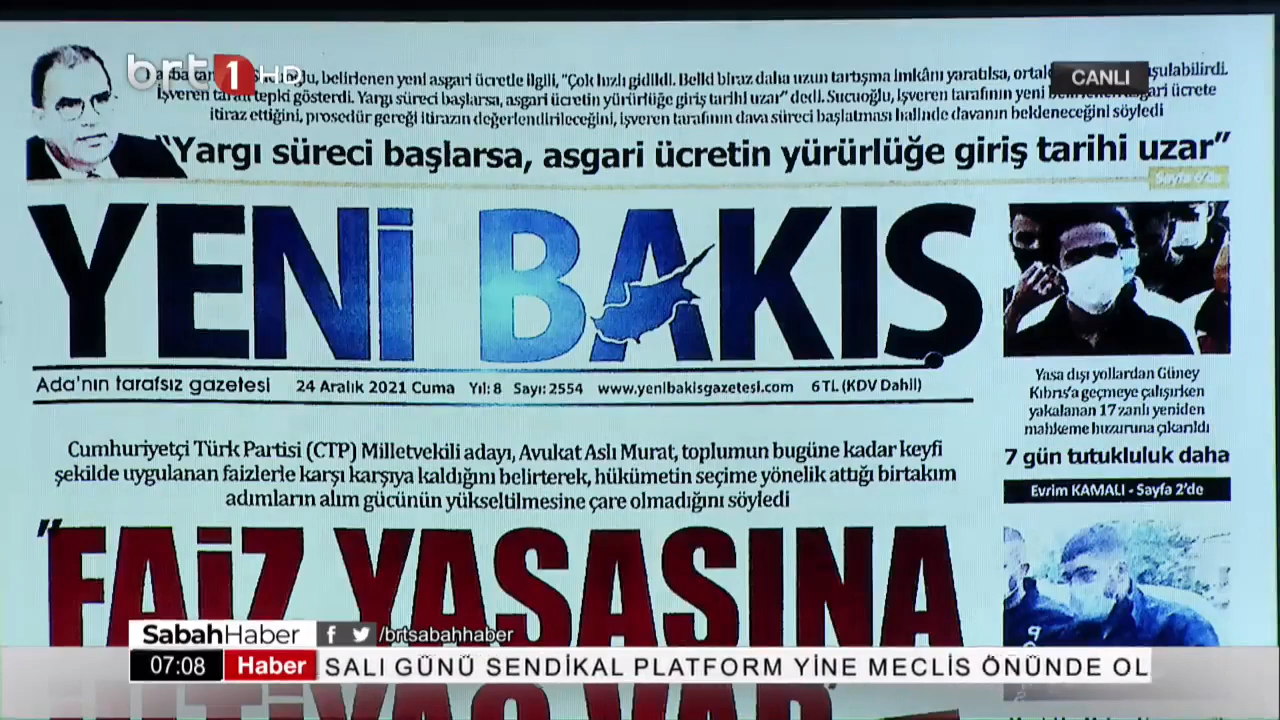 brt 1 HD
CANLI
belirlenen yeni asgari ücretle ilgili, "Çok hızlı gidildi. Belki biraz daha uzun tartışma imkânı yaratılsa,
İşveren tepki gösterdi. Yargı süreci başlarsa, asgari ücretin yürürlüğe giriş tarihi uzar" dedi. Sucuoğlu, işveren tarafının yeni ücrete
itiraz ettiğini, prosedür gereği itirazın değerlendirileceğini, işveren tarafının dava süreci başlatması halinde davanın bekleneceğini söyledi
"Yargı süreci başlarsa, asgari ücretin yürürlüğe giriş tarihi uzar"
YENİ BAKIŞ
Ada'nın tarafsız gazetesi 24 Aralık 2021 Cuma Yıl: 8 Sayı: 2554 www.yenibakisgazetesi.com 6 TL (KDV Dahil)
Yasa dışı yollardan Güney
Kıbrıs'a geçmeye çalışırken
yakalanan 17 zanlı yeniden
mahkeme huzuruna çıkarıldı
7 gün tutukluluk daha
Evrim KAMALI - Sayfa 2'de
Cumhuriyetçi Türk Partisi (CTP) Milletvekili adayı, Avukat Aslı Murat, toplumun bugüne kadar keyfi
şekilde uygulanan faizlerle karşı karşıya kaldığını belirterek, hükümetin seçime yönelik attığı birtakım
adımların alım gücünün yükseltilmesine çare olmadığını söyledi
"FAİZ YASASINA
SabahHaber /brtsabahhaber
07:08 Haber SALI GÜNÜ SENDİKAL PLATFORM YİNE MECLİS ÖNÜNDE OL